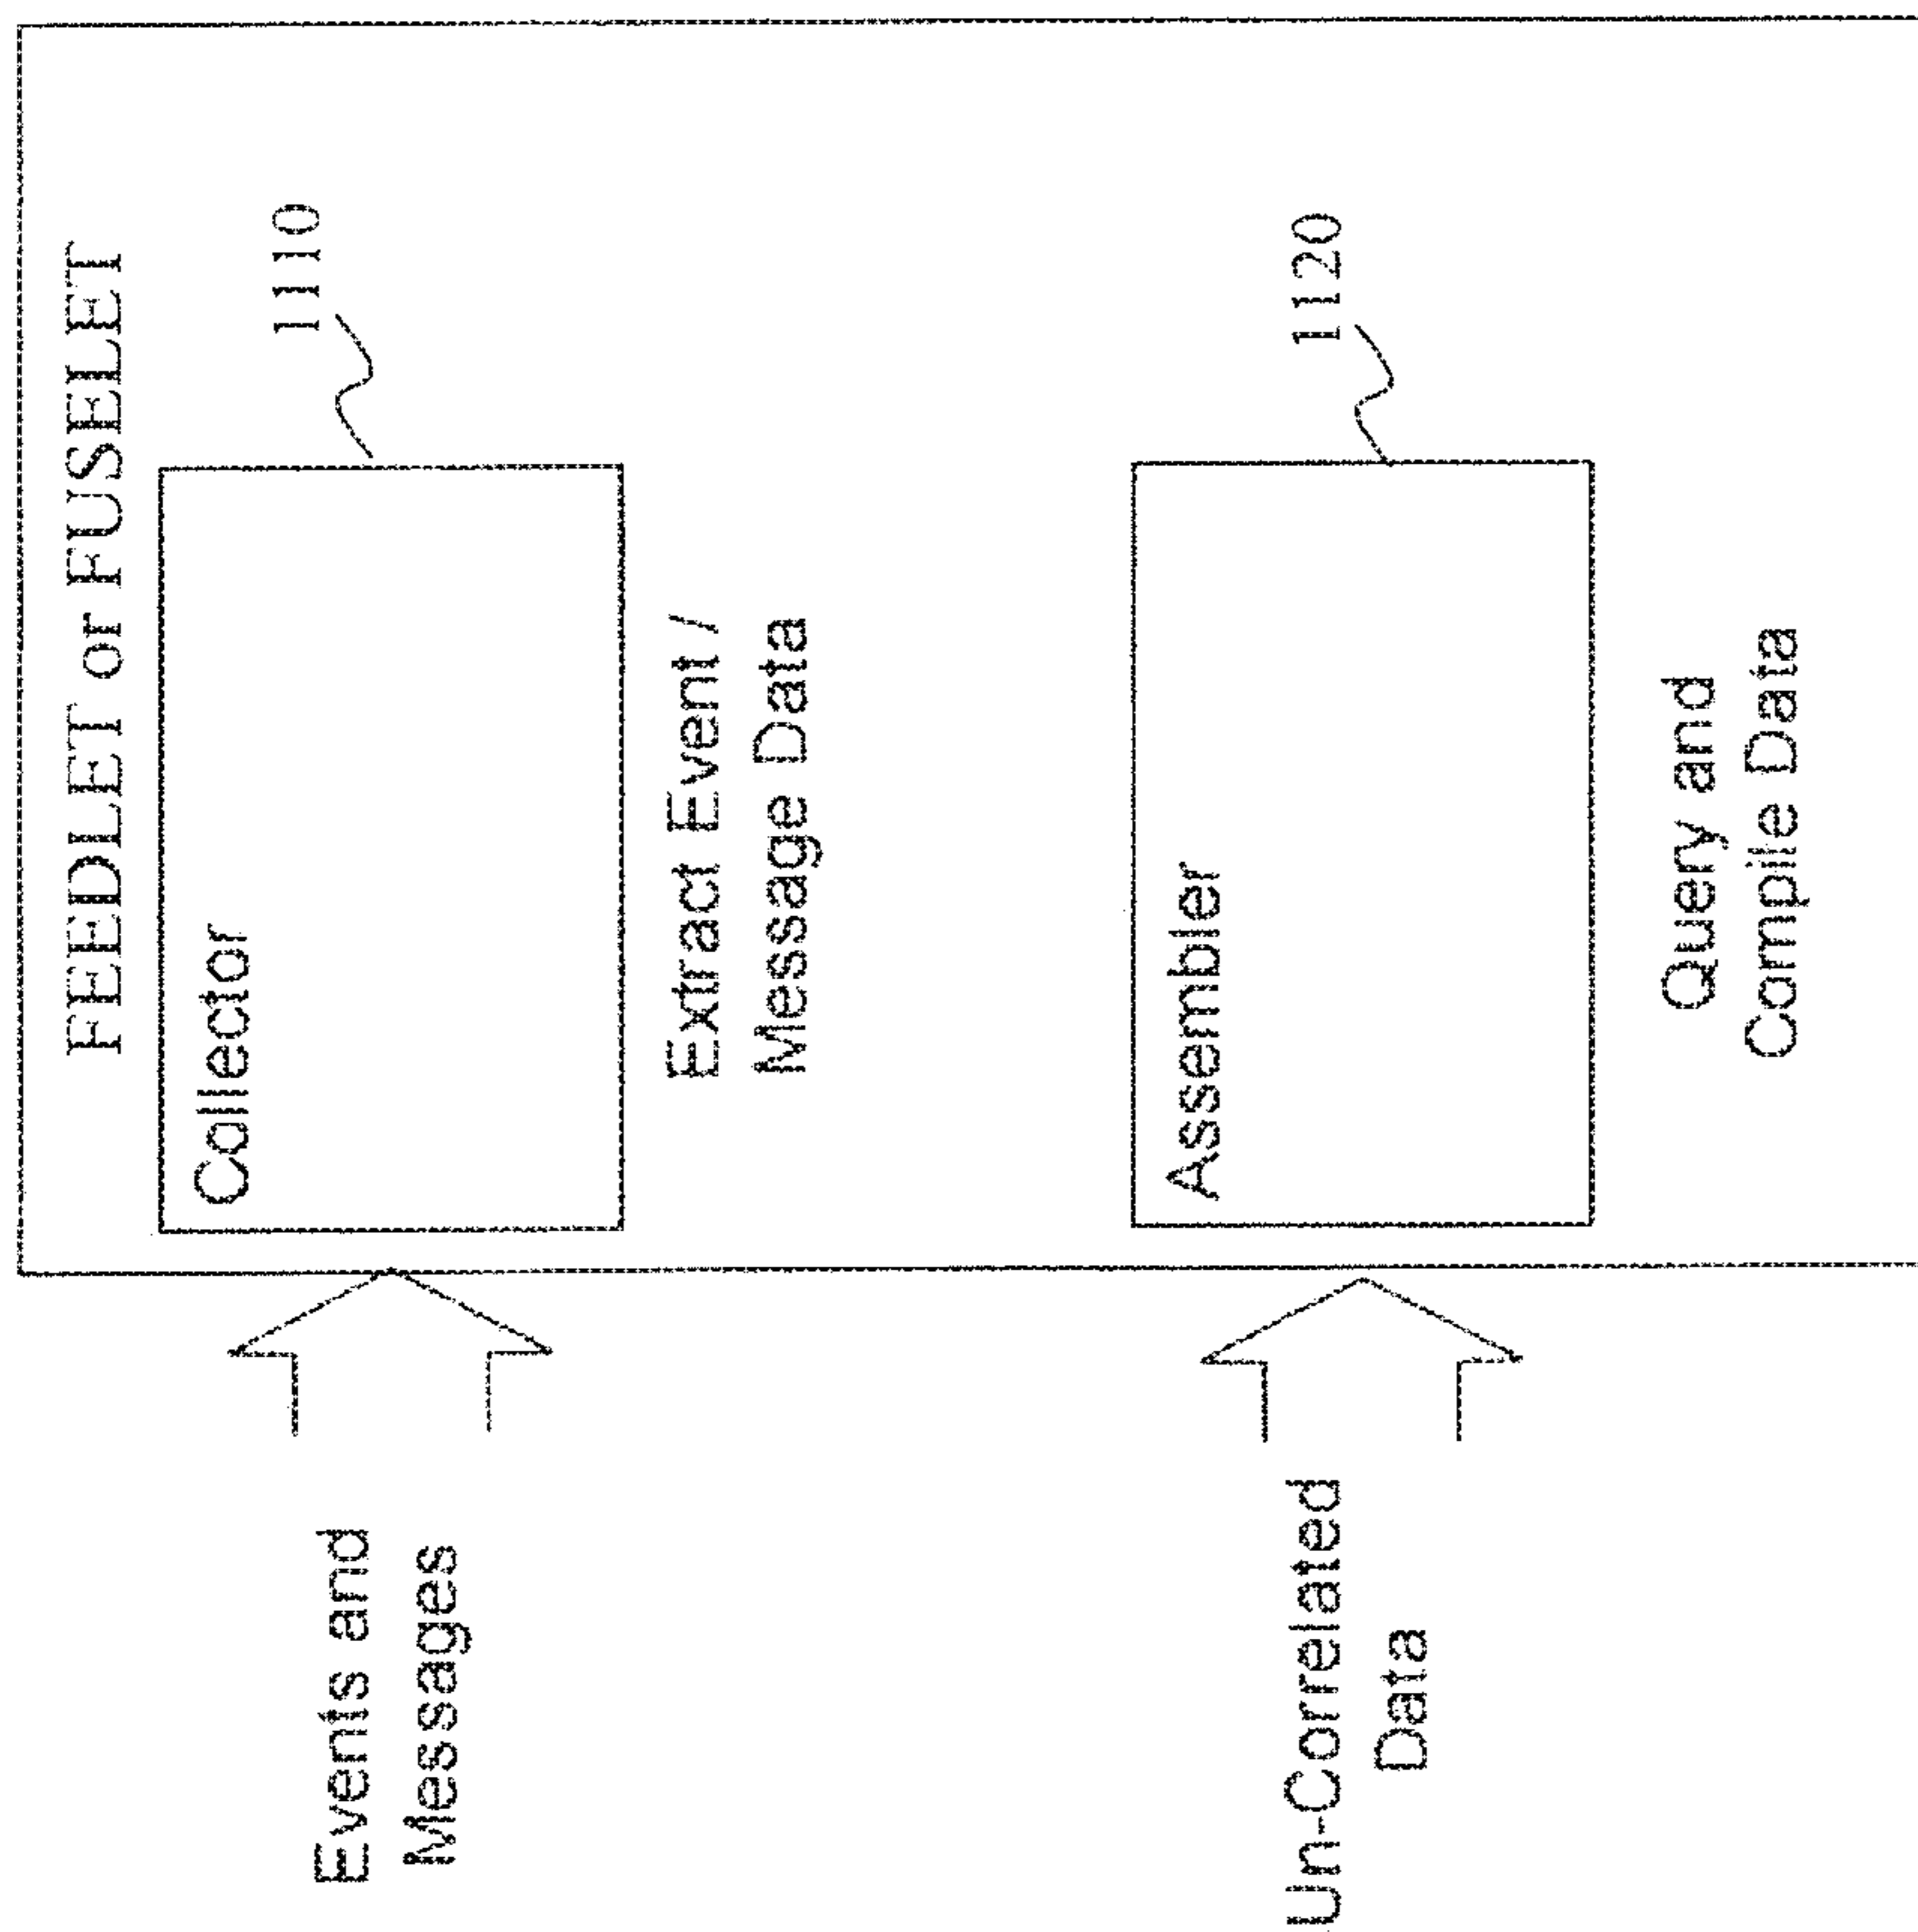 FEEDLET or FUSELET
Events and
Messages
Collector
1110
Extract Event /
Message Data
Un-Correlated
Data
Assembler
1120
Query and
Compile Data